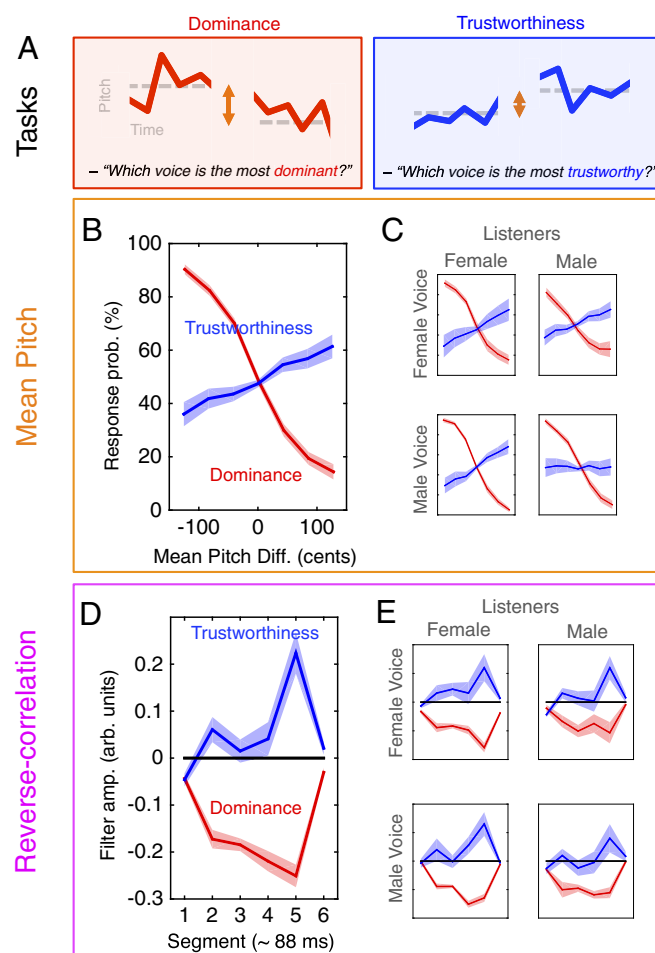 A
Tasks
Dominance
Pitch
Time
– “Which voice is the most dominant?”
Trustworthiness
– “Which voice is the most trustworthy?”
Mean Pitch
B
Response prob. (%)
100
80
60
40
20
0
Trustworthiness
Dominance
-100 0 100
Mean Pitch Diff. (cents)
C
Listeners
Female Male
Female Voice
Male Voice
Reverse-correlation
D
Filter amp. (arb. units)
0.2
0.1
0
-0.1
-0.2
-0.3
Trustworthiness
Dominance
1 2 3 4 5 6
Segment (~ 88 ms)
E
Listeners
Female Male
Female Voice
Male Voice